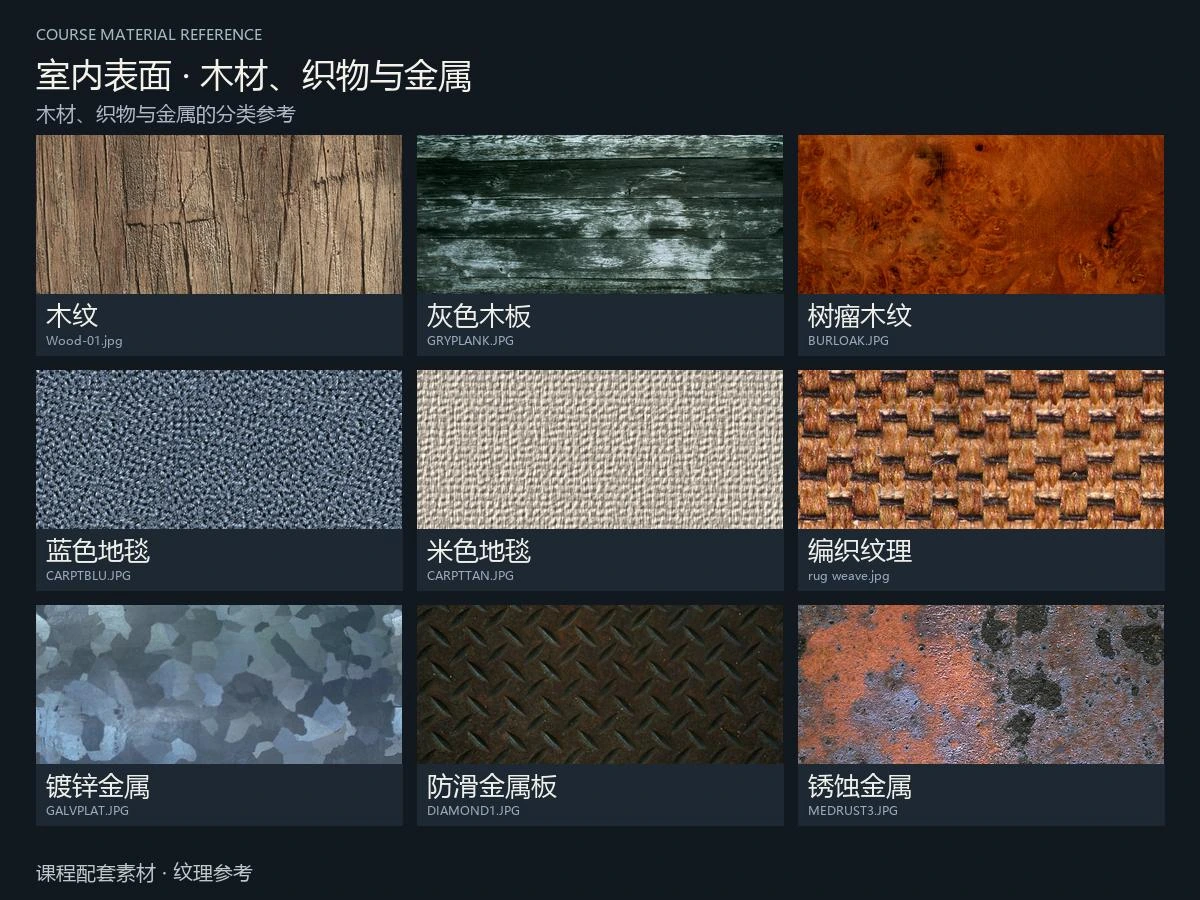 COURSE MATERIAL REFERENCE
室内表面 · 木材、织物与金属
木材、织物与金属的分类参考
木纹
Wood-01.jpg
灰色木板
GRYPLANK.JPG
树瘤木纹
BURLOAK.JPG
蓝色地毯
CARPTBLU.JPG
米色地毯
CARPTTAN.JPG
编织纹理
rug weave.jpg
镀锌金属
GALVPLAT.JPG
防滑金属板
DIAMOND1.JPG
锈蚀金属
MEDRUST3.JPG
课程配套素材 · 纹理参考